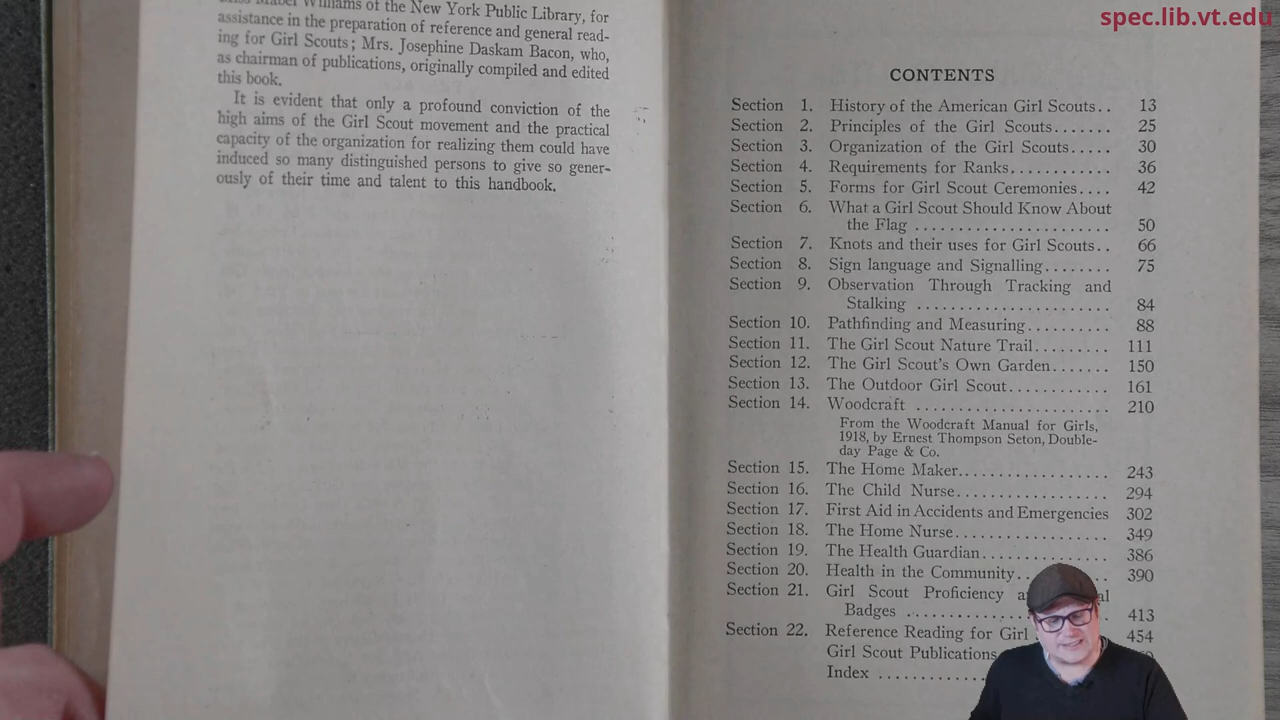 Mabel Williams of the New York Public Library, for
assistance in the preparation of reference and general read-
ing for Girl Scouts; Mrs. Josephine Daskam Bacon, who,
as chairman of publications, originally compiled and edited
this book.
It is evident that only a profound conviction of the
high aims of the Girl Scout movement and the practical
capacity of the organization for realizing them could have
induced so many distinguished persons to give so gener-
ously of their time and talent to this handbook.
spec.lib.vt.edu
CONTENTS
Section 1. History of the American Girl Scouts.. 13
Section 2. Principles of the Girl Scouts....... 25
Section 3. Organization of the Girl Scouts..... 30
Section 4. Requirements for Ranks............ 36
Section 5. Forms for Girl Scout Ceremonies.... 42
Section 6. What a Girl Scout Should Know About
the Flag ...................... 50
Section 7. Knots and their uses for Girl Scouts.. 66
Section 8. Sign language and Signalling........ 75
Section 9. Observation Through Tracking and
Stalking ...................... 84
Section 10. Pathfinding and Measuring.......... 88
Section 11. The Girl Scout Nature Trail......... 111
Section 12. The Girl Scout's Own Garden....... 150
Section 13. The Outdoor Girl Scout............ 161
Section 14. Woodcraft ...................... 210
From the Woodcraft Manual for Girls,
1918, by Ernest Thompson Seton, Double-
day Page & Co.
Section 15. The Home Maker.................. 243
Section 16. The Child Nurse.................. 294
Section 17. First Aid in Accidents and Emergencies 302
Section 18. The Home Nurse.................. 349
Section 19. The Health Guardian............... 386
Section 20. Health in the Community........... 390
Section 21. Girl Scout Proficiency
Badges ...................... 413
Section 22. Reference Reading for Girl 454
Girl Scout Publications
Index ............